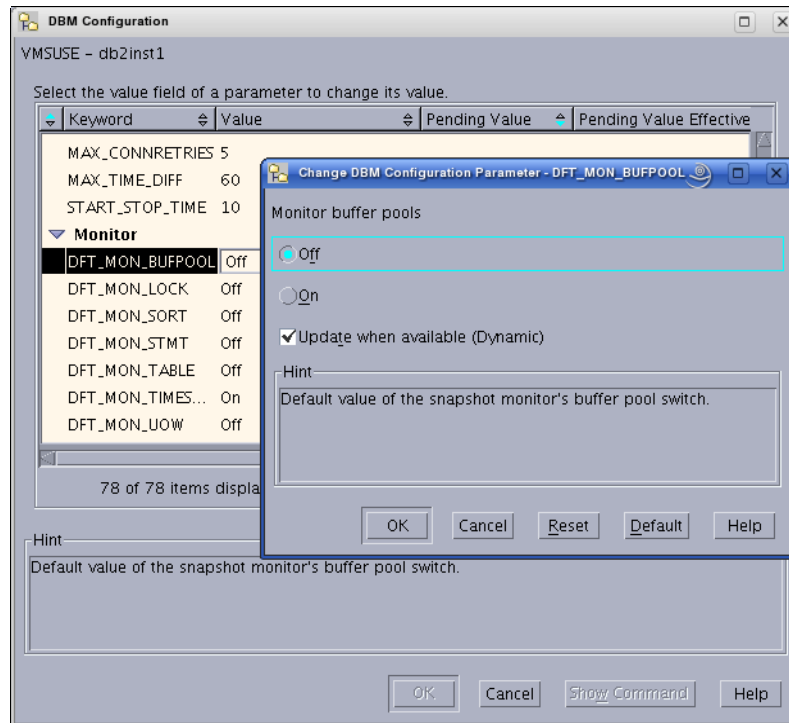 DBM Configuration
VMSUSE - db2inst1
Select the value field of a parameter to change its value.
Keyword Value Pending Value Pending Value Effective
MAX_CONNRETRIES 5
MAX_TIME_DIFF 60
START_STOP_TIME 10
Monitor
DFT_MON_BUFPOOL Off
DFT_MON_LOCK Off
DFT_MON_SORT Off
DFT_MON_STMT Off
DFT_MON_TABLE Off
DFT_MON_TIMES... On
DFT_MON_UOW Off
78 of 78 items displa
Change DBM Configuration Parameter - DFT_MON_BUFPOOL
Monitor buffer pools
Off
On
Update when available (Dynamic)
Hint
Default value of the snapshot monitor's buffer pool switch.
OK Cancel Reset Default Help
Hint
Default value of the snapshot monitor's buffer pool switch.
OK Cancel Show Command Help